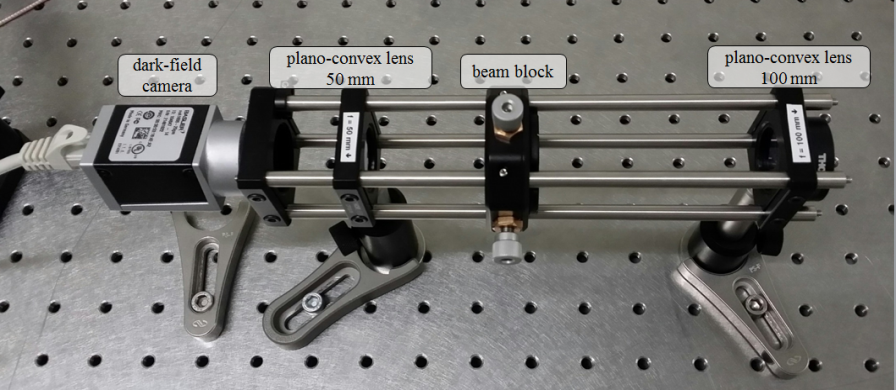 dark-field
camera
plano-convex lens
50 mm
beam block
plano-convex lens
100 mm
f = 50 mm
f = 100 mm
THO